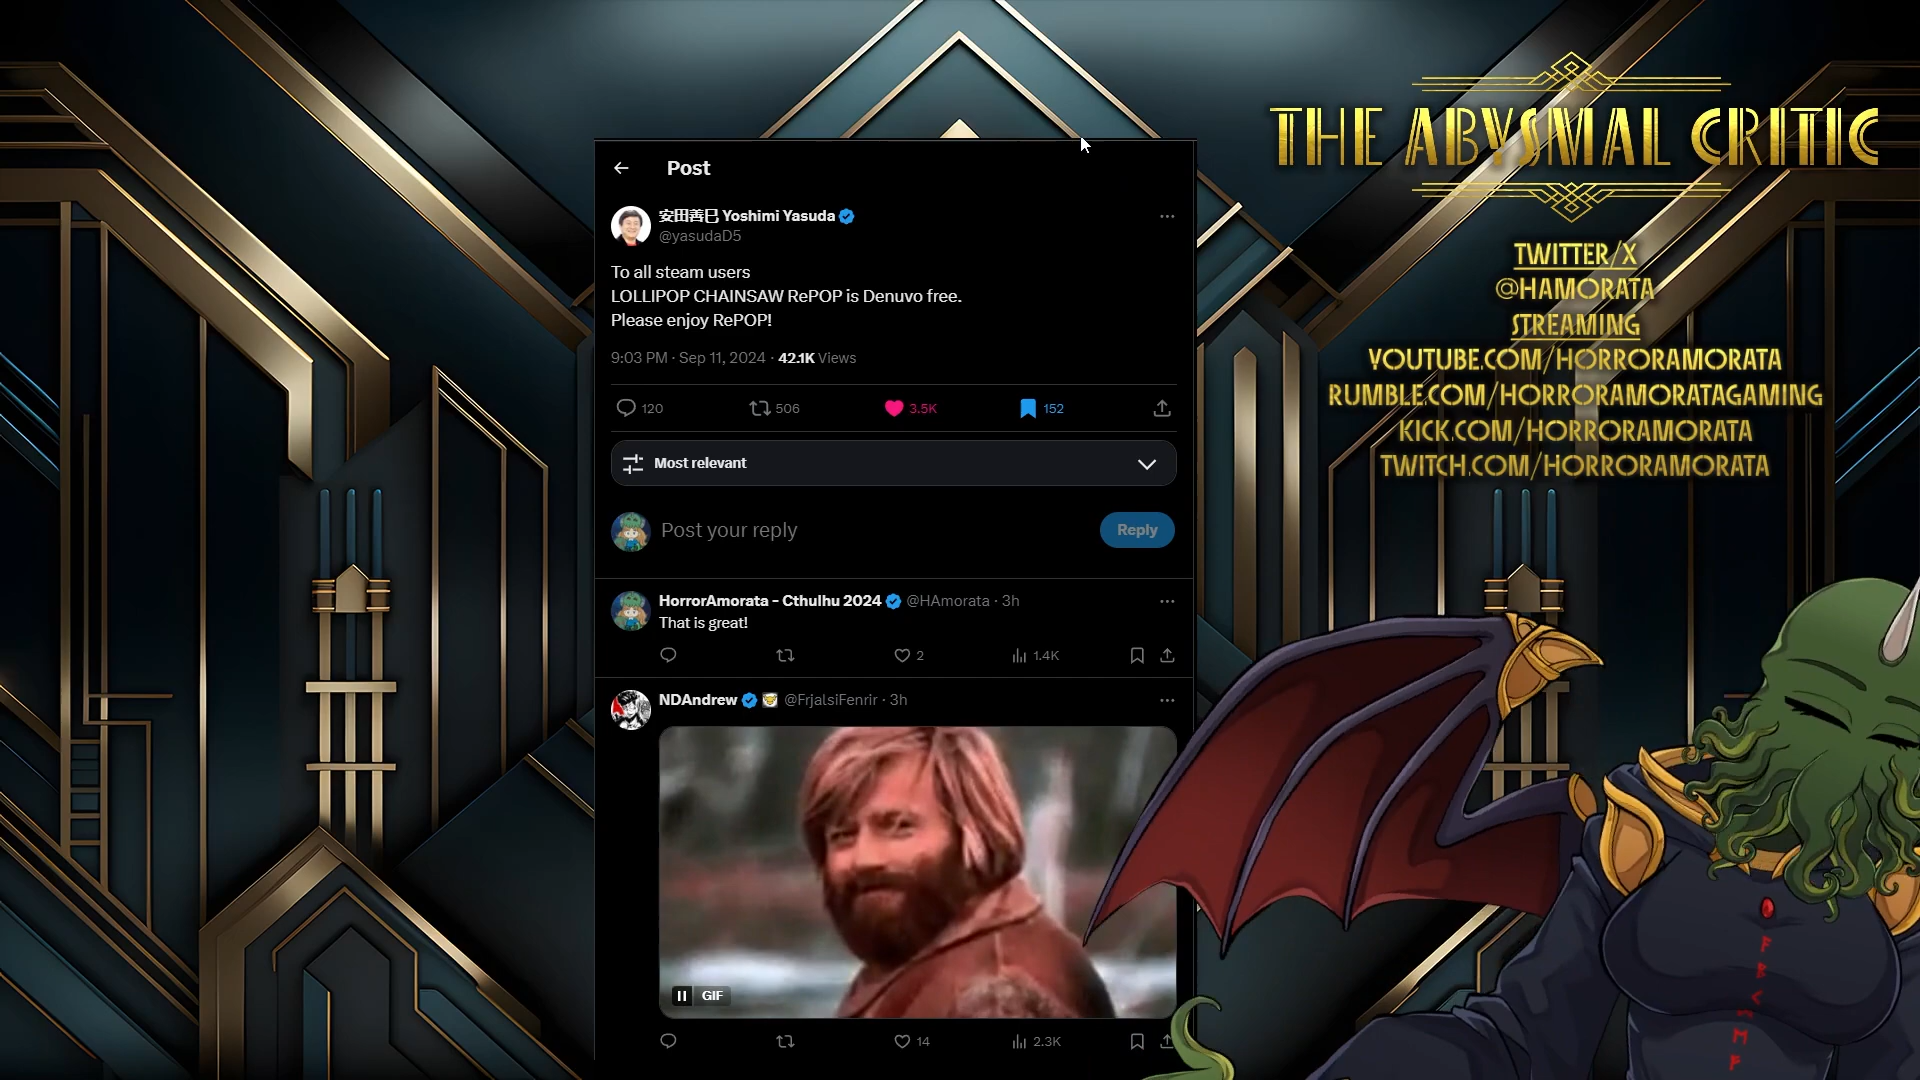 THE ABYSMAL CRITIC
TWITTER/X
@HAMORATA
STREAMING
YOUTUBE.COM/HORRORAMORATA
RUMBLE.COM/HORRORAMORATAGAMING
KICK.COM/HORRORAMORATA
TWITCH.COM/HORRORAMORATA
Post
安田善巳 Yoshimi Yasuda
@yasudaD5
To all steam users
LOLLIPOP CHAINSAW RePOP is Denuvo free.
Please enjoy RePOP!
9:03 PM · Sep 11, 2024 · 42.1K Views
120 506 3.5K 152
Most relevant
Post your reply Reply
HorrorAmorata - Cthulhu 2024 @HAmorata · 3h
That is great!
2 1.4K
NDAndrew @FrjalsiFenrir · 3h
GIF
14 2.3K